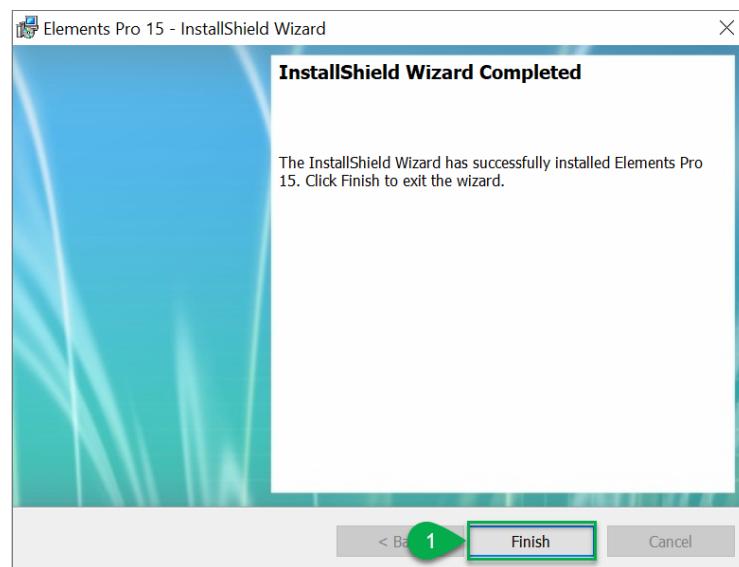 Elements Pro 15 - InstallShield Wizard
InstallShield Wizard Completed
The InstallShield Wizard has successfully installed Elements Pro
15. Click Finish to exit the wizard.
< Ba 1 Finish Cancel